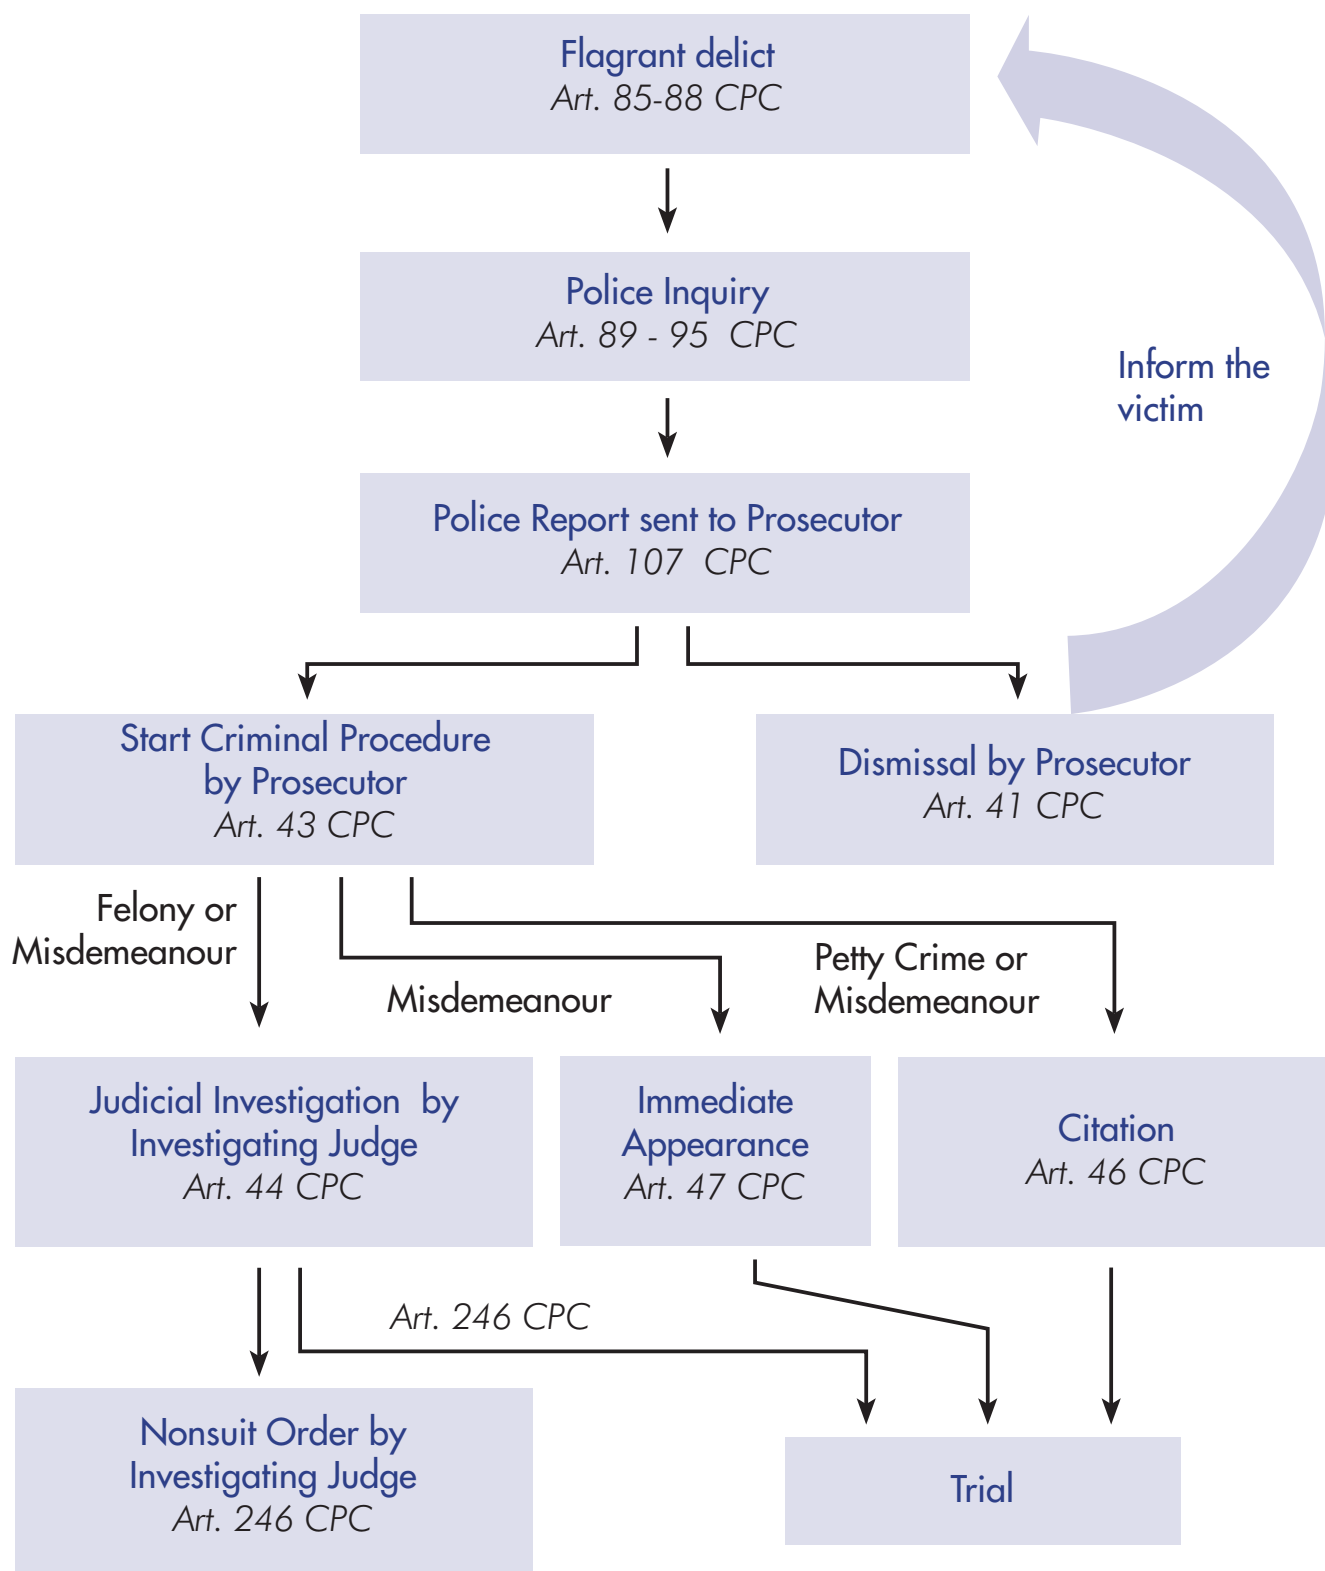 Flagrant delict
Art. 85-88 CPC
Police Inquiry
Art. 89 - 95 CPC
Inform the
victim
Police Report sent to Prosecutor
Art. 107 CPC
Start Criminal Procedure
by Prosecutor
Art. 43 CPC
Dismissal by Prosecutor
Art. 41 CPC
Felony or
Misdemeanour
Misdemeanour
Petty Crime or
Misdemeanour
Judicial Investigation by
Investigating Judge
Art. 44 CPC
Immediate
Appearance
Art. 47 CPC
Citation
Art. 46 CPC
Art. 246 CPC
Nonsuit Order by
Investigating Judge
Art. 246 CPC
Trial